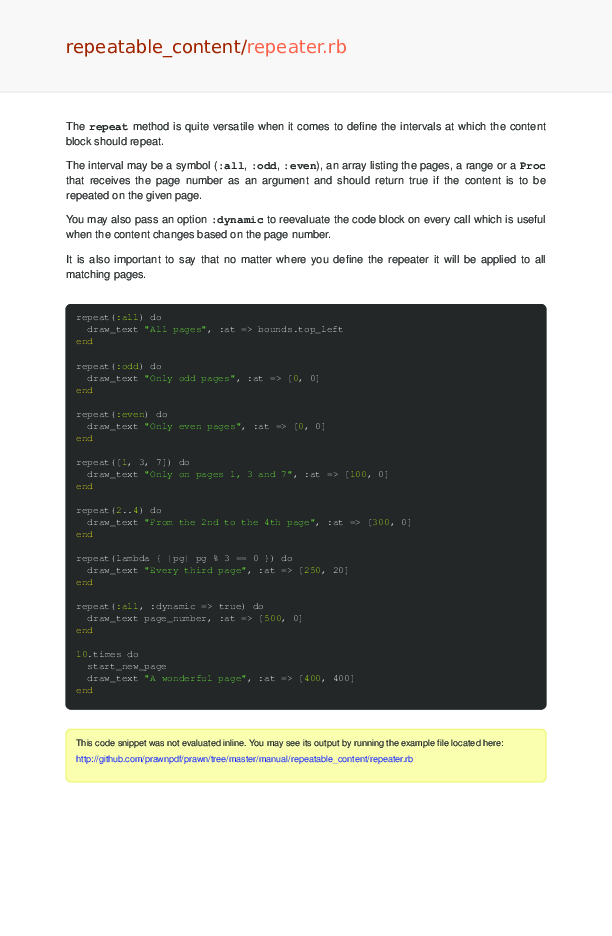 repeatable_content/repeater.rb
The repeat method is quite versatile when it comes to define the intervals at which the content
block should repeat.
The interval may be a symbol (:all, :odd, :even), an array listing the pages, a range or a Proc
that receives the page number as an argument and should return true if the content is to be
repeated on the given page.
You may also pass an option :dynamic to reevaluate the code block on every call which is useful
when the content changes based on the page number.
It is also important to say that no matter where you define the repeater it will be applied to all
matching pages.
repeat(:all) do
  draw_text "All pages", :at => bounds.top_left
end
repeat(:odd) do
  draw_text "Only odd pages", :at => [0, 0]
end
repeat(:even) do
  draw_text "Only even pages", :at => [0, 0]
end
repeat([1, 3, 7]) do
  draw_text "Only on pages 1, 3 and 7", :at => [100, 0]
end
repeat(2..4) do
  draw_text "From the 2nd to the 4th page", :at => [300, 0]
end
repeat(lambda { |pg| pg % 3 == 0 }) do
  draw_text "Every third page", :at => [250, 20]
end
repeat(:all, :dynamic => true) do
  draw_text page_number, :at => [500, 0]
end
10.times do
  start_new_page
  draw_text "A wonderful page", :at => [400, 400]
end
This code snippet was not evaluated inline. You may see its output by running the example file located here:
http://github.com/prawnpdf/prawn/tree/master/manual/repeatable_content/repeater.rb